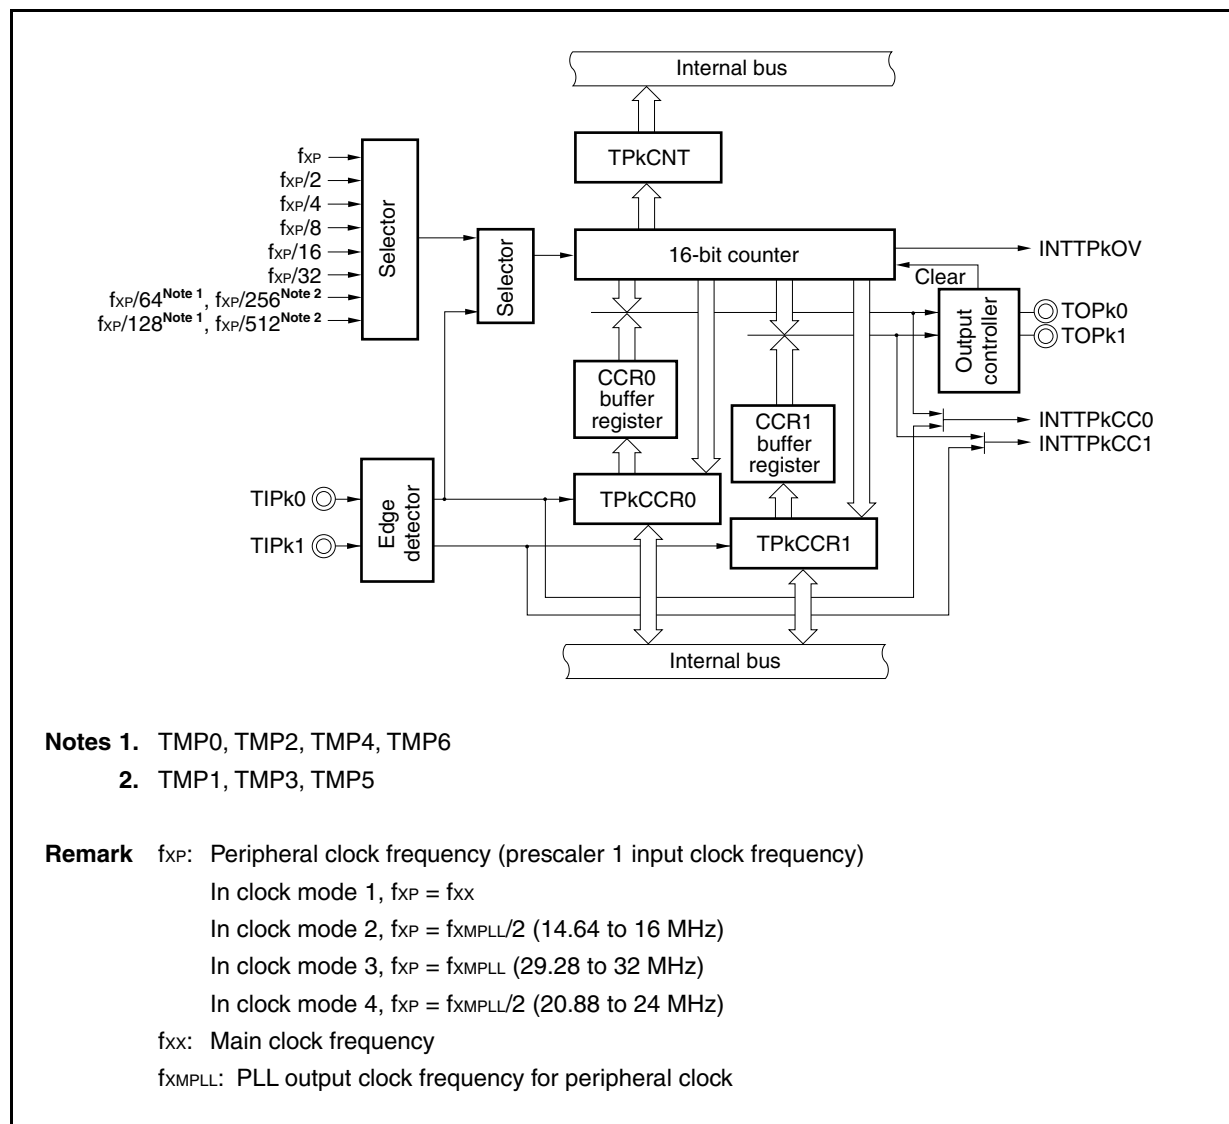 Internal bus
TPkCNT
fXP
fXP/2
fXP/4
fXP/8
fXP/16
fXP/32
fXP/64Note 1, fXP/256Note 2
fXP/128Note 1, fXP/512Note 2
Selector
Selector
16-bit counter
INTTPkOV
Clear
TOPk0
TOPk1
Output
controller
CCR0
buffer
register
CCR1
buffer
register
INTTPkCC0
INTTPkCC1
TIPk0
TIPk1
Edge
detector
TPkCCR0
TPkCCR1
Internal bus
Notes 1. TMP0, TMP2, TMP4, TMP6
2. TMP1, TMP3, TMP5
Remark fXP: Peripheral clock frequency (prescaler 1 input clock frequency)
In clock mode 1, fXP = fXX
In clock mode 2, fXP = fXMPLL/2 (14.64 to 16 MHz)
In clock mode 3, fXP = fXMPLL (29.28 to 32 MHz)
In clock mode 4, fXP = fXMPLL/2 (20.88 to 24 MHz)
fXX: Main clock frequency
fXMPLL: PLL output clock frequency for peripheral clock